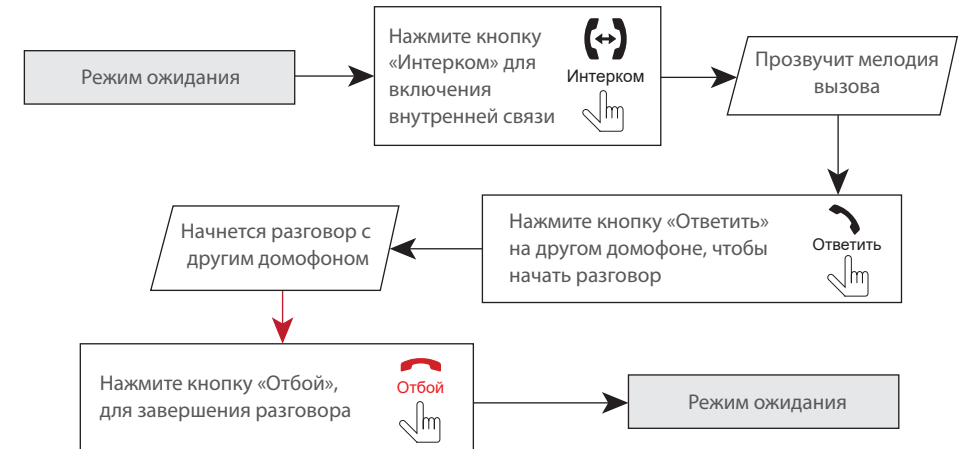 Режим ожидания
Нажмите кнопку
«Интерком» для
включения
внутренней связи
Интерком
Прозвучит мелодия
вызова
Нажмите кнопку «Ответить»
на другом домофоне, чтобы
начать разговор
Ответить
Начнется разговор с
другим домофоном
Нажмите кнопку «Отбой»,
для завершения разговора
Отбой
Режим ожидания